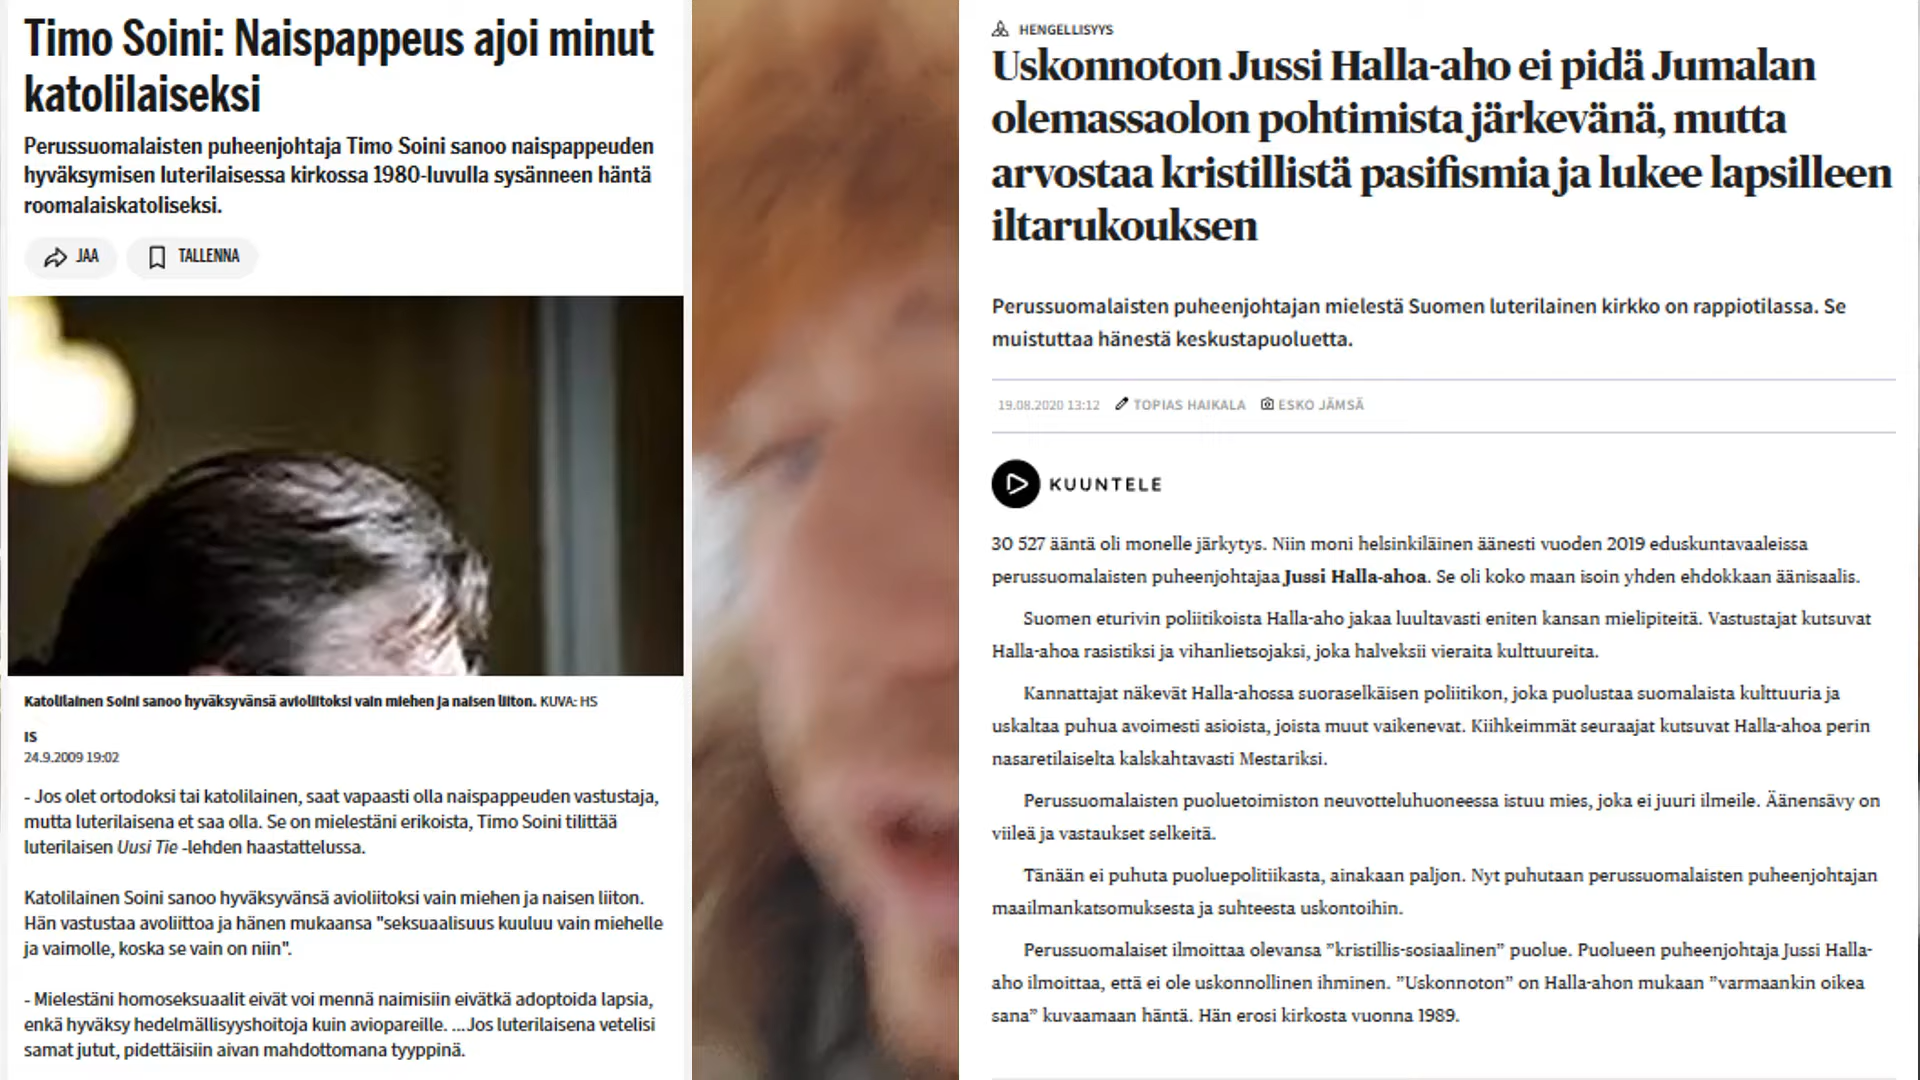 Timo Soini: Naispappeus ajoi minut
katolilaiseksi
Perussuomalaisten puheenjohtaja Timo Soini sanoo naispappeuden
hyväksymisen luterilaisessa kirkossa 1980-luvulla sysänneen häntä
roomalaiskatoliseksi.
JAA
TALLENNA
Katolilainen Soini sanoo hyväksyvänsä avioliitoksi vain miehen ja naisen liiton. KUVA: HS
IS
24.9.2009 19:02
- Jos olet ortodoksi tai katolilainen, saat vapaasti olla naispappeuden vastustaja,
mutta luterilaisena et saa olla. Se on mielestäni erikoista, Timo Soini tilittää
luterilaisen Uusi Tie -lehden haastattelussa.
Katolilainen Soini sanoo hyväksyvänsä avioliitoksi vain miehen ja naisen liiton.
Hän vastustaa avoliittoa ja hänen mukaansa "seksuaalisuus kuuluu vain miehelle
ja vaimolle, koska se vain on niin".
- Mielestäni homoseksuaalit eivät voi mennä naimisiin eivätkä adoptoida lapsia,
enkä hyväksy hedelmällisyyshoitoja kuin aviopareille. ...Jos luterilaisena vetelisi
samat jutut, pidettäisiin aivan mahdottomana tyyppinä.
HENGELLISYYS
Uskonnoton Jussi Halla-aho ei pidä Jumalan
olemassaolon pohtimista järkevänä, mutta
arvostaa kristillistä pasifismia ja lukee lapsilleen
iltarukouksen
Perussuomalaisten puheenjohtajan mielestä Suomen luterilainen kirkko on rappiotilassa. Se
muistuttaa hänestä keskustapuoluetta.
19.08.2020 13:12 TOPIAS HAIKALA ESKO JÄMSÄ
KUUNTELE
30 527 ääntä oli monelle järkytys. Niin moni helsinkiläinen äänesti vuoden 2019 eduskuntavaaleissa
perussuomalaisten puheenjohtajaa Jussi Halla-ahoa. Se oli koko maan isoin yhden ehdokkaan äänisaalis.
Suomen eturivin poliitikoista Halla-aho jakaa luultavasti eniten kansan mielipiteitä. Vastustajat kutsuvat
Halla-ahoa rasistiksi ja vihanlietsojaksi, joka halveksii vieraita kulttuureita.
Kannattajat näkevät Halla-ahossa suoraselkäisen poliitikon, joka puolustaa suomalaista kulttuuria ja
uskaltaa puhua avoimesti asioista, joista muut vaikenevat. Kiihkeimmät seuraajat kutsuvat Halla-ahoa perin
nasaretilaiselta kalskahtavasti Mestariksi.
Perussuomalaisten puoluetoimiston neuvotteluhuoneessa istuu mies, joka ei juuri ilmeile. Äänensävy on
viileä ja vastaukset selkeitä.
Tänään ei puhuta puoluepolitiikasta, ainakaan paljon. Nyt puhutaan perussuomalaisten puheenjohtajan
maailmankatsomuksesta ja suhteesta uskontoihin.
Perussuomalaiset ilmoittaa olevansa ”kristillis-sosiaalinen” puolue. Puolueen puheenjohtaja Jussi Halla-
aho ilmoittaa, että ei ole uskonnollinen ihminen. ”Uskonnoton” on Halla-ahon mukaan ”varmaankin oikea
sana” kuvaamaan häntä. Hän erosi kirkosta vuonna 1989.